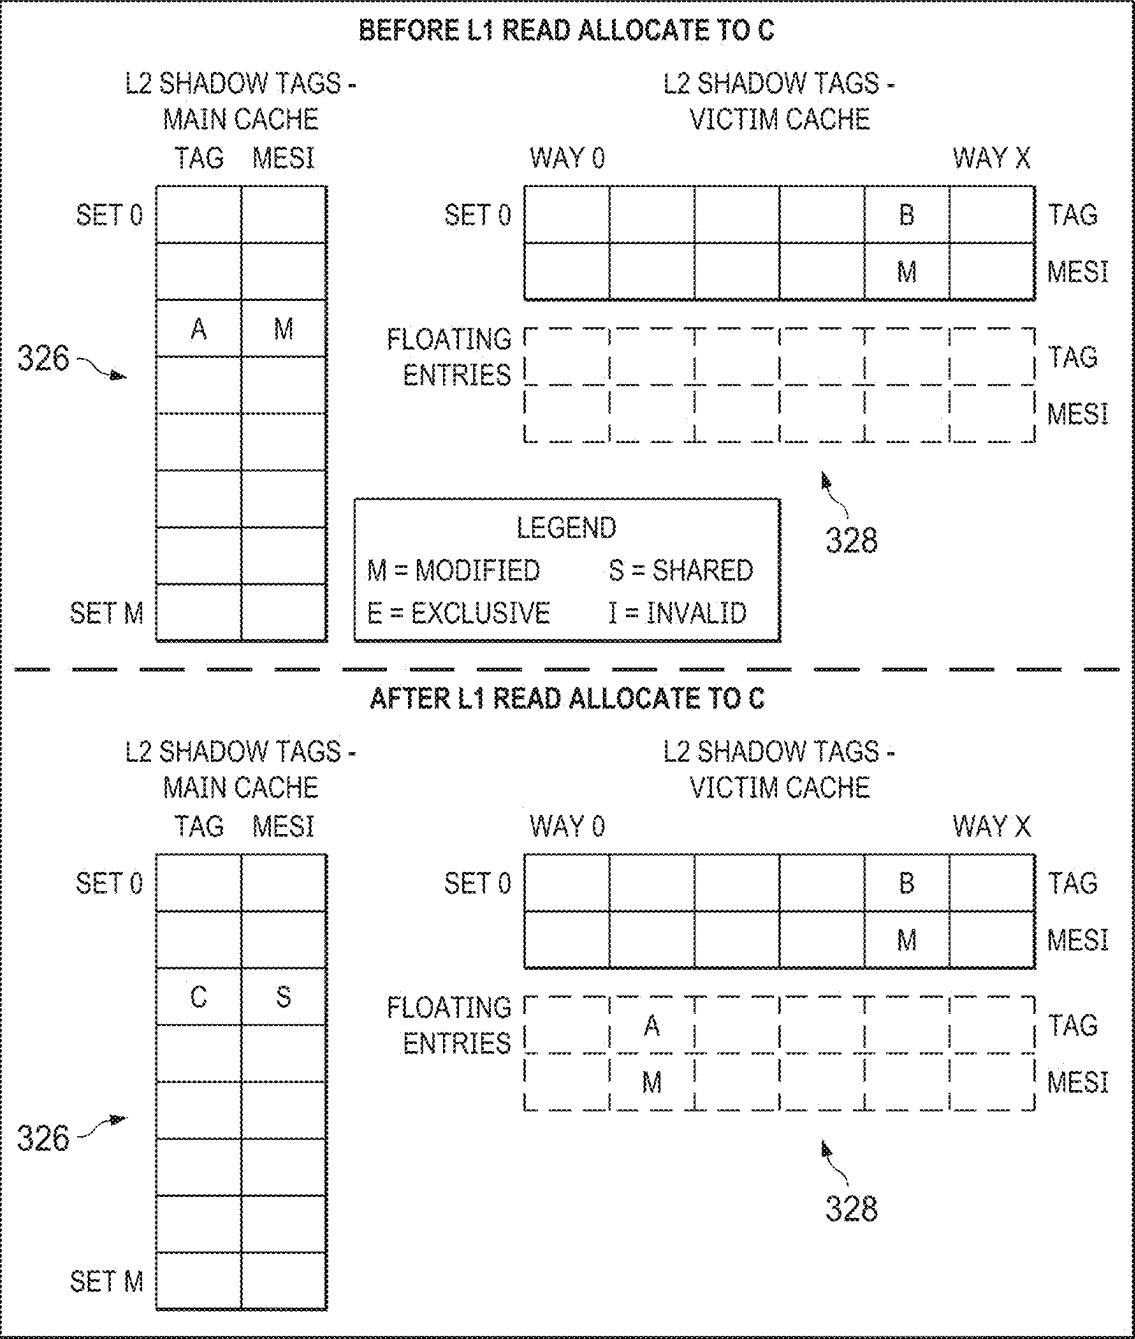 BEFORE L1 READ ALLOCATE TO C
L2 SHADOW TAGS -
MAIN CACHE
TAG MESI
SET 0
A M
326
SET M
L2 SHADOW TAGS -
VICTIM CACHE
WAY 0 WAY X
SET 0 B TAG
M MESI
FLOATING
ENTRIES
TAG
MESI
328
LEGEND
M = MODIFIED S = SHARED
E = EXCLUSIVE I = INVALID
AFTER L1 READ ALLOCATE TO C
L2 SHADOW TAGS -
MAIN CACHE
TAG MESI
SET 0
C S
326
SET M
L2 SHADOW TAGS -
VICTIM CACHE
WAY 0 WAY X
SET 0 B TAG
M MESI
FLOATING
ENTRIES
A TAG
M MESI
328